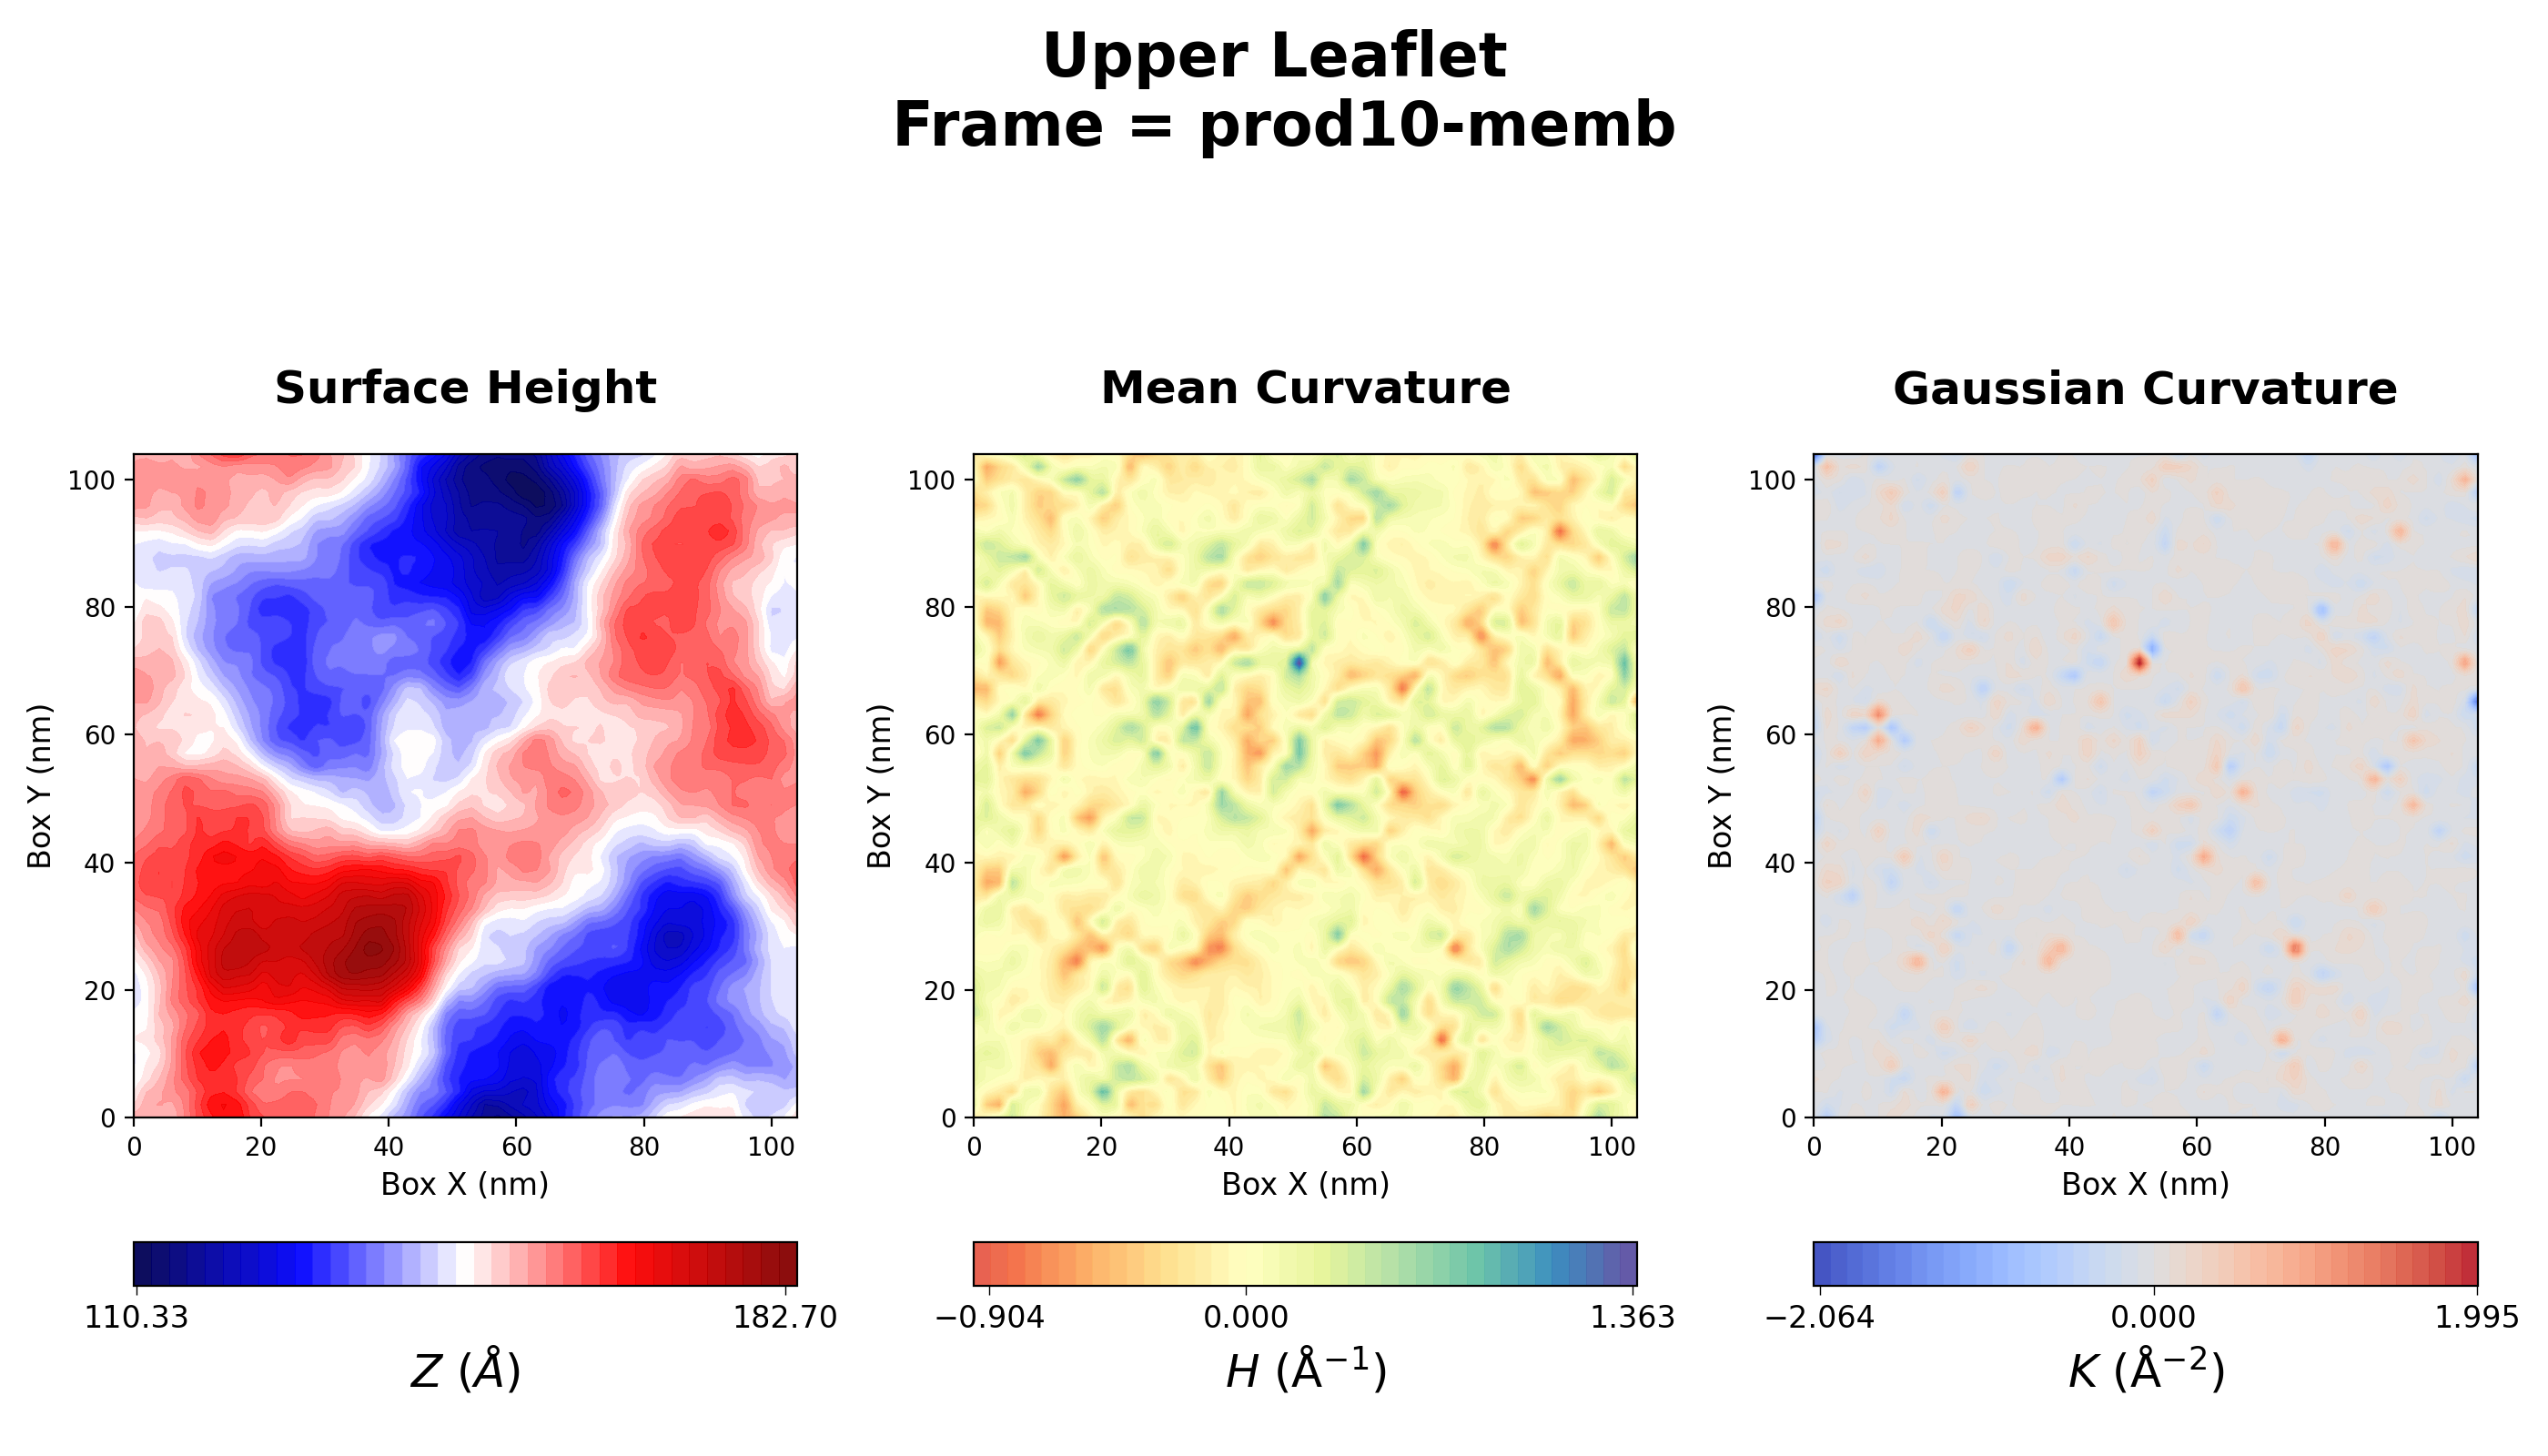 Upper Leaflet
Frame = prod10-memb
Surface Height
Mean Curvature
Gaussian Curvature
Box Y (nm)
100
80
60
40
20
0
0 20 40 60 80 100
Box X (nm)
Box Y (nm)
100
80
60
40
20
0
0 20 40 60 80 100
Box X (nm)
Box Y (nm)
100
80
60
40
20
0
0 20 40 60 80 100
Box X (nm)
110.33 182.70
Z (Å)
−0.904 0.000 1.363
H (Å⁻¹)
−2.064 0.000 1.995
K (Å⁻²)